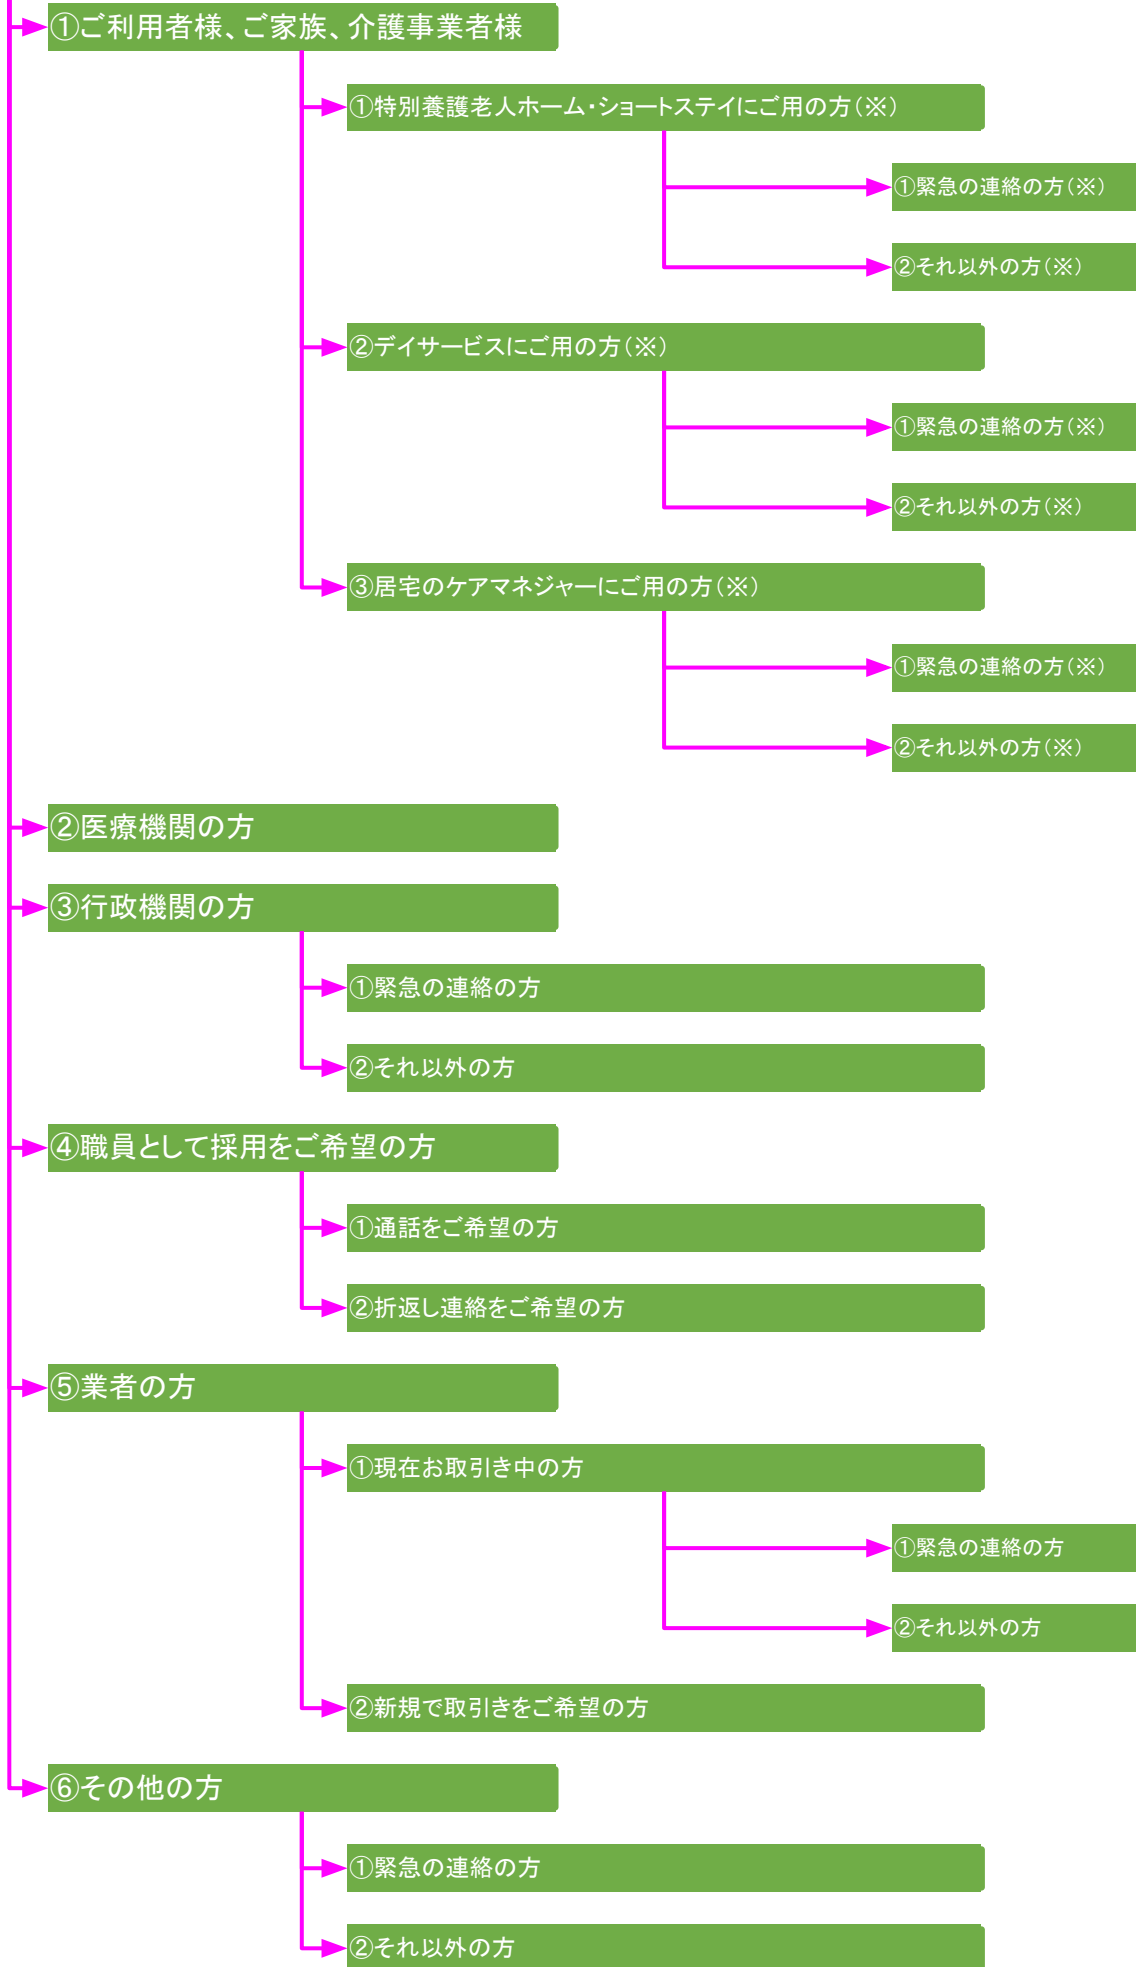 ①ご利用者様、ご家族、介護事業者様
①特別養護老人ホーム・ショートステイにご用の方（※）
①緊急の連絡の方（※）
②それ以外の方（※）
②デイサービスにご用の方（※）
①緊急の連絡の方（※）
②それ以外の方（※）
③居宅のケアマネジャーにご用の方（※）
①緊急の連絡の方（※）
②それ以外の方（※）
②医療機関の方
③行政機関の方
①緊急の連絡の方
②それ以外の方
④職員として採用をご希望の方
①通話をご希望の方
②折返し連絡をご希望の方
⑤業者の方
①現在お取引き中の方
①緊急の連絡の方
②それ以外の方
②新規で取引きをご希望の方
⑥その他の方
①緊急の連絡の方
②それ以外の方